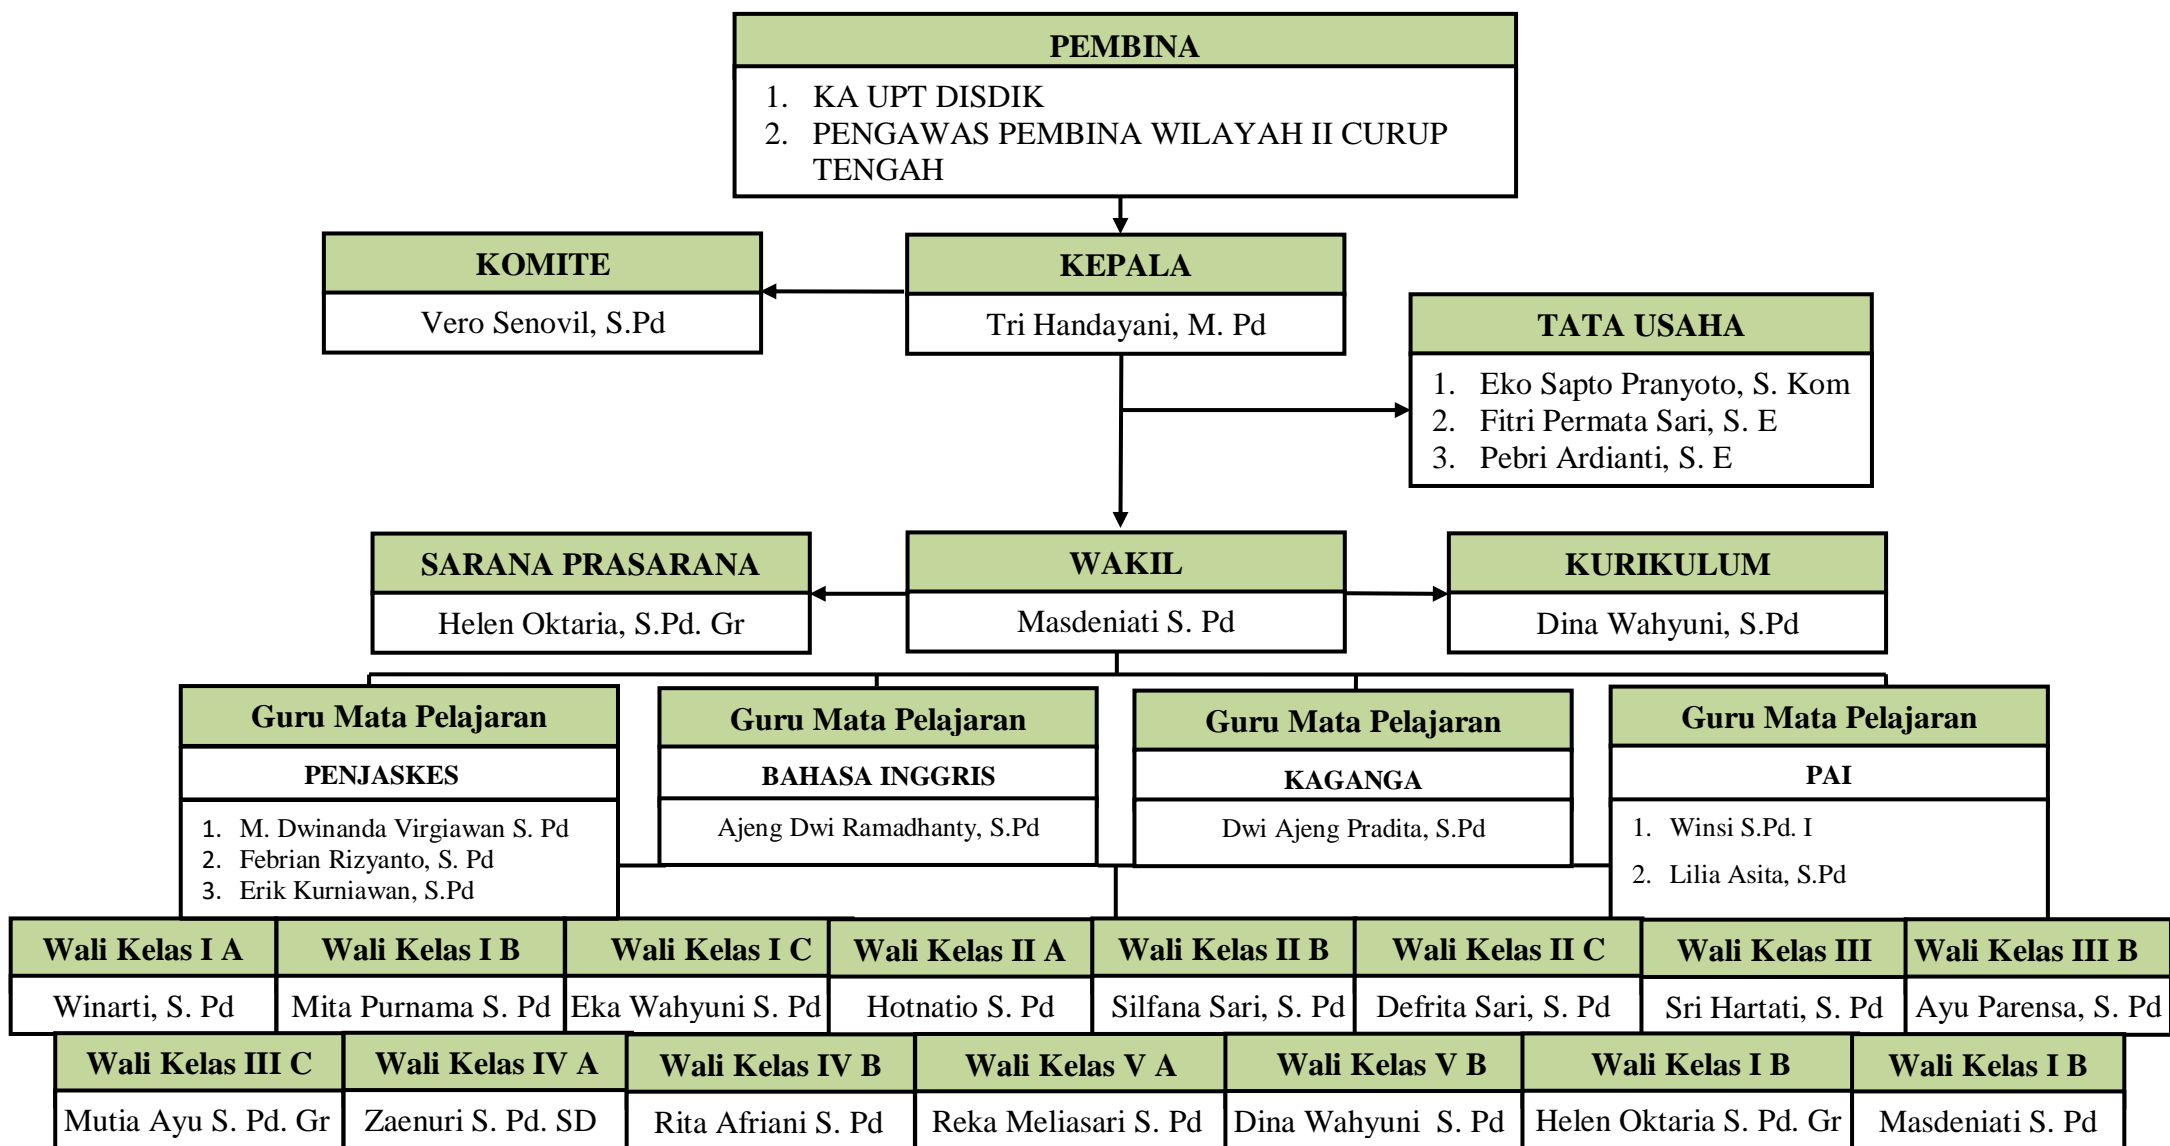 PEMBINA
1. KA UPT DISDIK
2. PENGAWAS PEMBINA WILAYAH II CURUP
TENGAH
KOMITE
Vero Senovil, S.Pd
KEPALA
Tri Handayani, M. Pd
TATA USAHA
1. Eko Sapto Pranyoto, S. Kom
2. Fitri Permata Sari, S. E
3. Pebri Ardianti, S. E
SARANA PRASARANA
Helen Oktaria, S.Pd. Gr
WAKIL
Masdeniati S. Pd
KURIKULUM
Dina Wahyuni, S.Pd
Guru Mata Pelajaran
PENJASKES
1. M. Dwinanda Virgiawan S. Pd
2. Febrian Rizyanto, S. Pd
3. Erik Kurniawan, S.Pd
Guru Mata Pelajaran
BAHASA INGGRIS
Ajeng Dwi Ramadhanty, S.Pd
Guru Mata Pelajaran
KAGANGA
Dwi Ajeng Pradita, S.Pd
Guru Mata Pelajaran
PAI
1. Winsi S.Pd. I
2. Lilia Asita, S.Pd
Wali Kelas I A
Winarti, S. Pd
Wali Kelas I B
Mita Purnama S. Pd
Wali Kelas I C
Eka Wahyuni S. Pd
Wali Kelas II A
Hotnatio S. Pd
Wali Kelas II B
Silfana Sari, S. Pd
Wali Kelas II C
Defrita Sari, S. Pd
Wali Kelas III
Sri Hartati, S. Pd
Wali Kelas III B
Ayu Parensa, S. Pd
Wali Kelas III C
Mutia Ayu S. Pd. Gr
Wali Kelas IV A
Zaenuri S. Pd. SD
Wali Kelas IV B
Rita Afriani S. Pd
Wali Kelas V A
Reka Meliasari S. Pd
Wali Kelas V B
Dina Wahyuni S. Pd
Wali Kelas I B
Helen Oktaria S. Pd. Gr
Wali Kelas I B
Masdeniati S. Pd